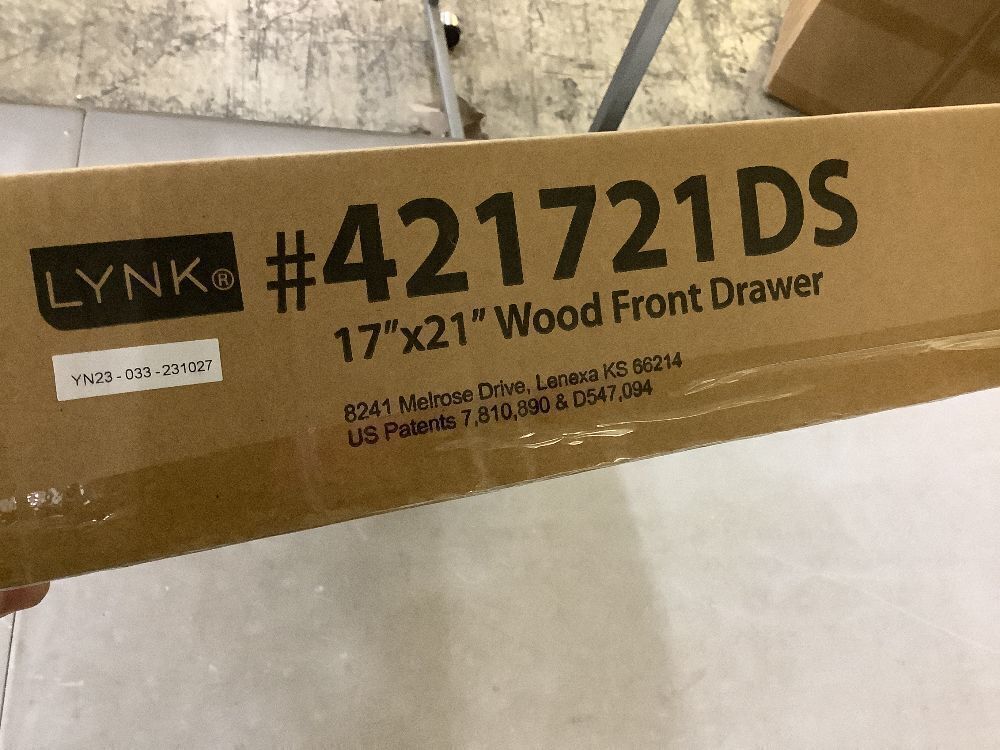 LYNK® #421721DS
17"x21" Wood Front Drawer
YN23 - 033 - 231027
8241 Melrose Drive, Lenexa KS 66214
US Patents 7,810,890 & D547,094